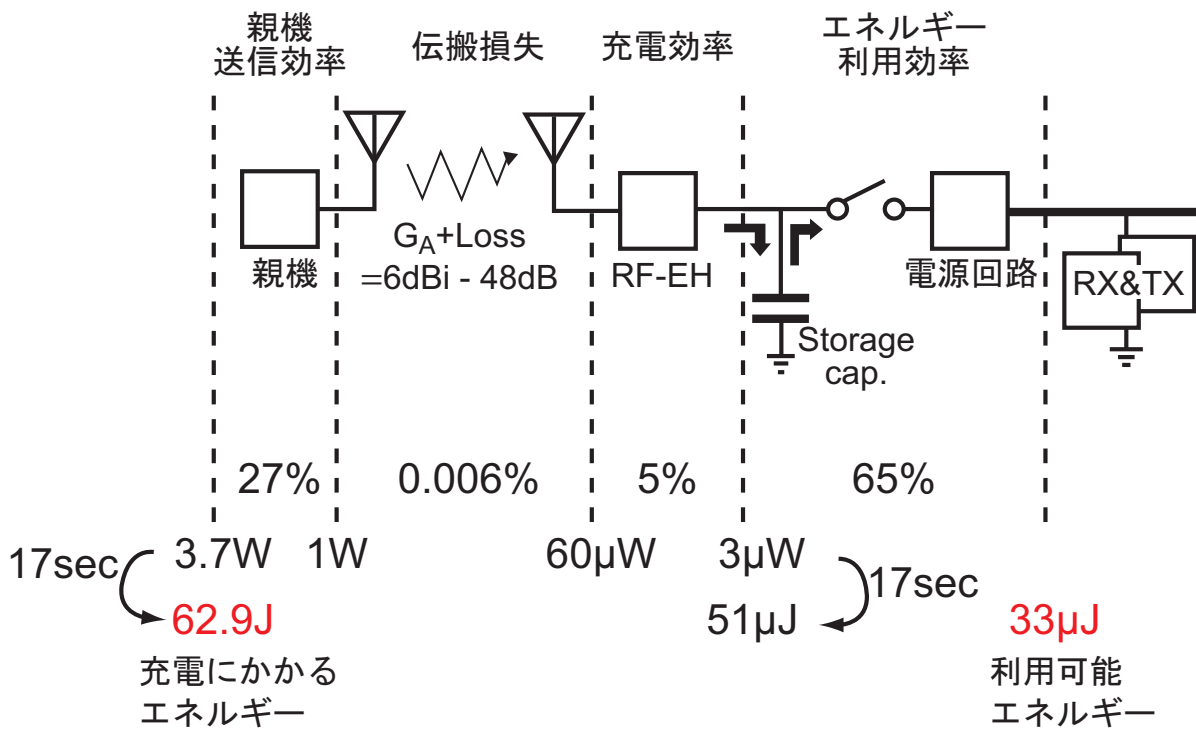 親機
送信効率
伝搬損失
充電効率
エネルギー
利用効率
親機
GA+Loss
=6dBi - 48dB
RF-EH
Storage
cap.
電源回路
RX&TX
27%
0.006%
5%
65%
17sec
3.7W
1W
60µW
3µW
17sec
62.9J
51µJ
33µJ
充電にかかる
エネルギー
利用可能
エネルギー